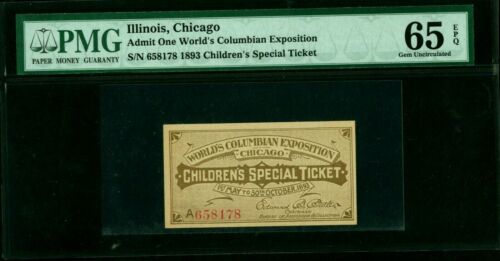 PMG
PAPER MONEY GUARANTY
Illinois, Chicago
Admit One World's Columbian Exposition
S/N 658178 1893 Children's Special Ticket
65 EPQ
Gem Uncirculated
WORLD'S COLUMBIAN EXPOSITION
CHICAGO
CHILDREN'S SPECIAL TICKET
1ST MAY TO 30TH OCTOBER, 1893
A658178